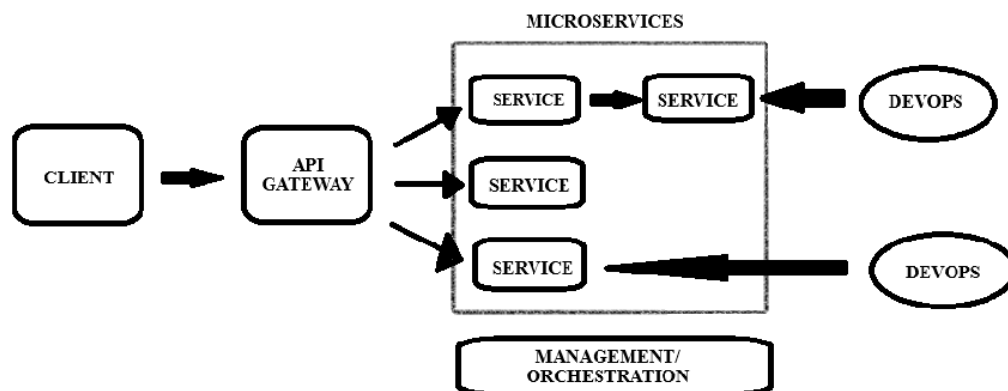 MICROSERVICES
SERVICE
SERVICE
DEVOPS
CLIENT
API
GATEWAY
SERVICE
SERVICE
DEVOPS
MANAGEMENT/
ORCHESTRATION